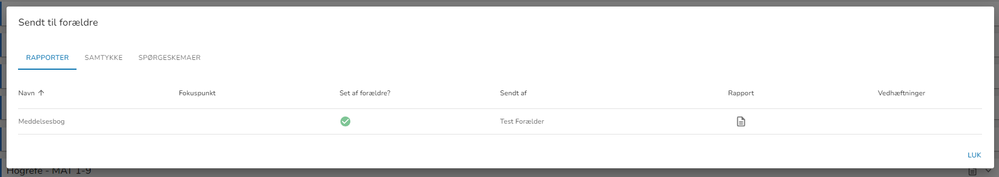 Sendt til forældre
RAPPORTER SAMTYKKE SPØRGESKEMAER
Navn Fokuspunkt Set af forældre? Sendt af Rapport Vedhæftninger
Meddelsesbog Test Forælder
LUK
Hogrefe - MAT 1-9